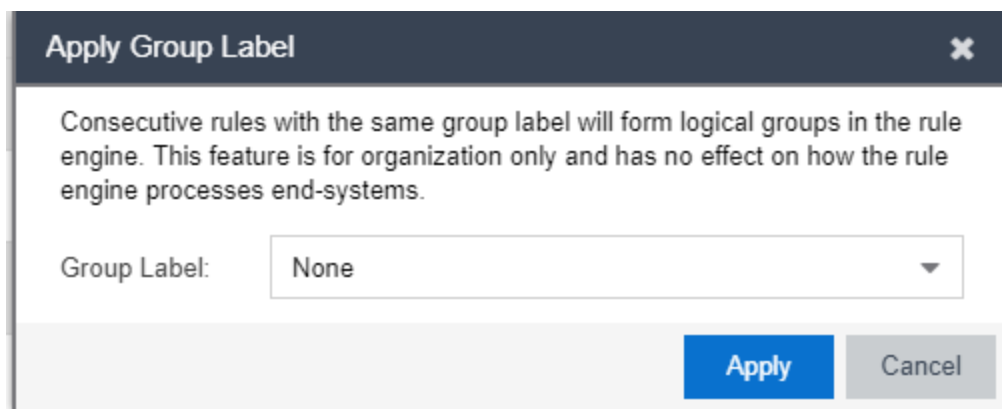 Apply Group Label
Consecutive rules with the same group label will form logical groups in the rule
engine. This feature is for organization only and has no effect on how the rule
engine processes end-systems.
Group Label:
None
Apply
Cancel